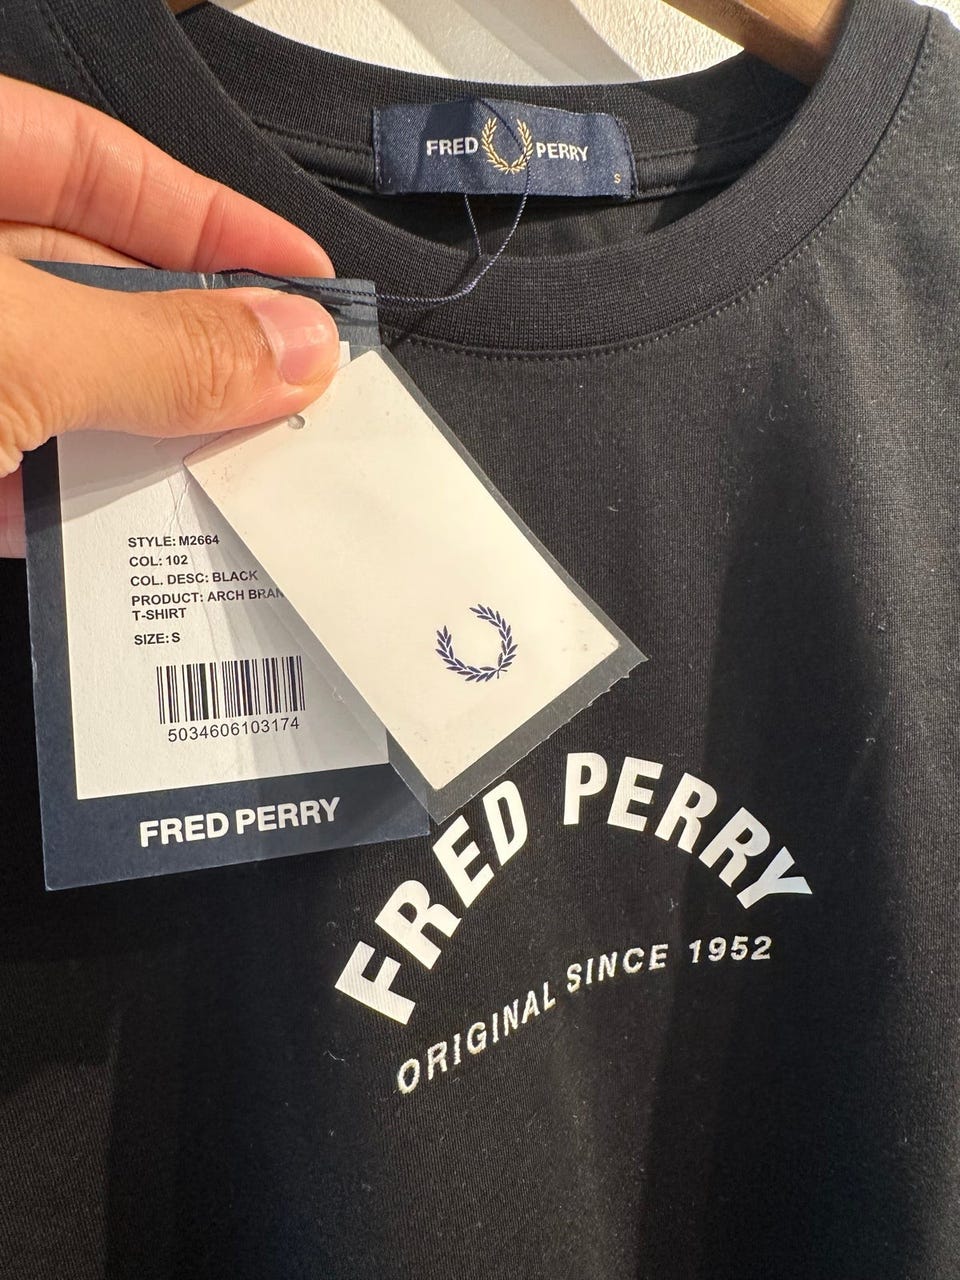 FRED PERRY
S
STYLE: M2664
COL: 102
COL. DESC: BLACK
PRODUCT: ARCH
T-SHIRT
SIZE: S
5034606103174
FRED PERRY
FRED PERRY
ORIGINAL SINCE 1952